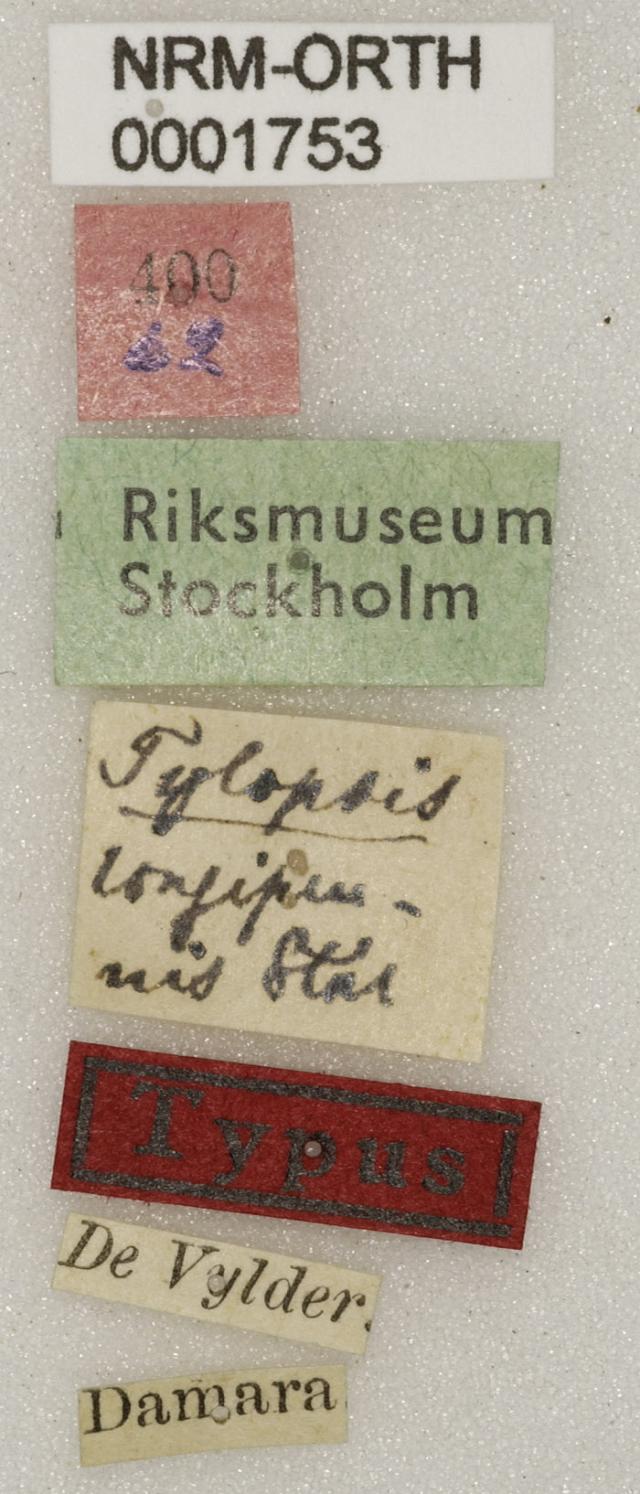 NRM-ORTH
0001753
400
62
Riksmuseum
Stockholm
Tylopsis
longipen-
nis Stål
Typus
De Vylder.
Damara